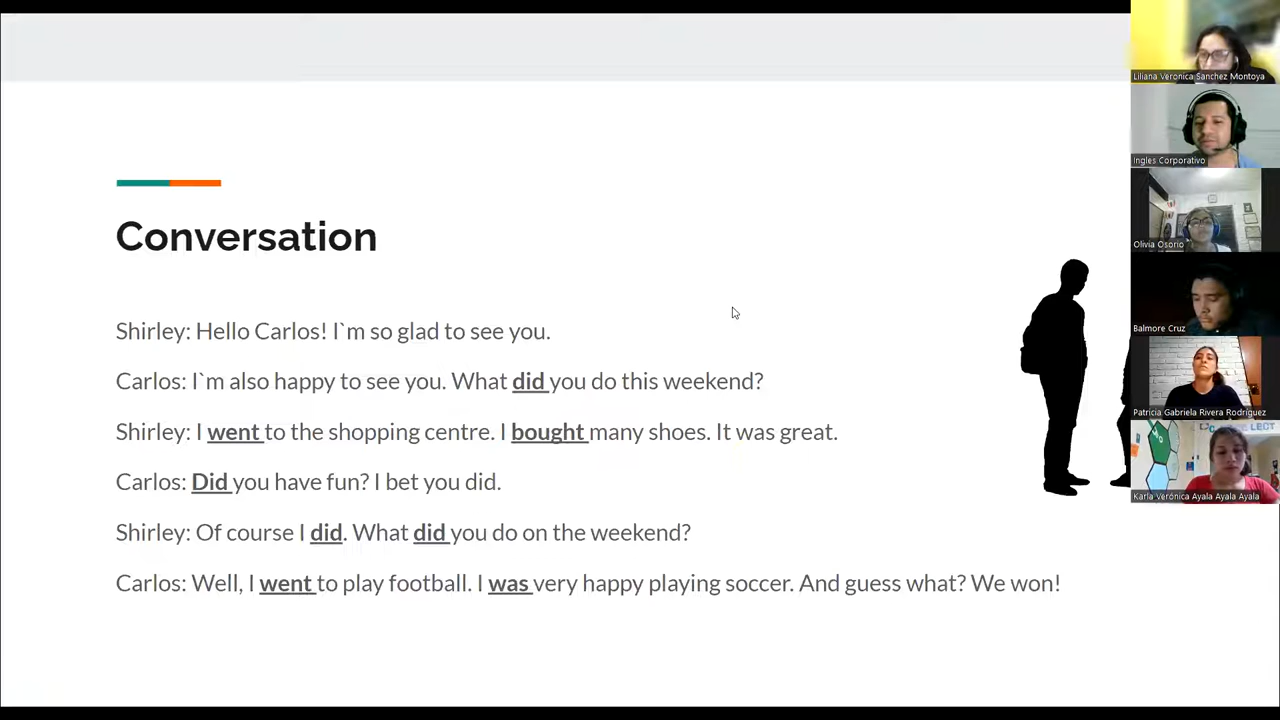 Conversation
Shirley: Hello Carlos! I`m so glad to see you.
Carlos: I`m also happy to see you. What did you do this weekend?
Shirley: I went to the shopping centre. I bought many shoes. It was great.
Carlos: Did you have fun? I bet you did.
Shirley: Of course I did. What did you do on the weekend?
Carlos: Well, I went to play football. I was very happy playing soccer. And guess what? We won!
Liliana Veronica Sanchez Montoya
Ingles Corporativo
Olivia Osorio
Balmore Cruz
Patricia Gabriela Rivera Rodríguez
Karla Verónica Ayala Ayala Ayala